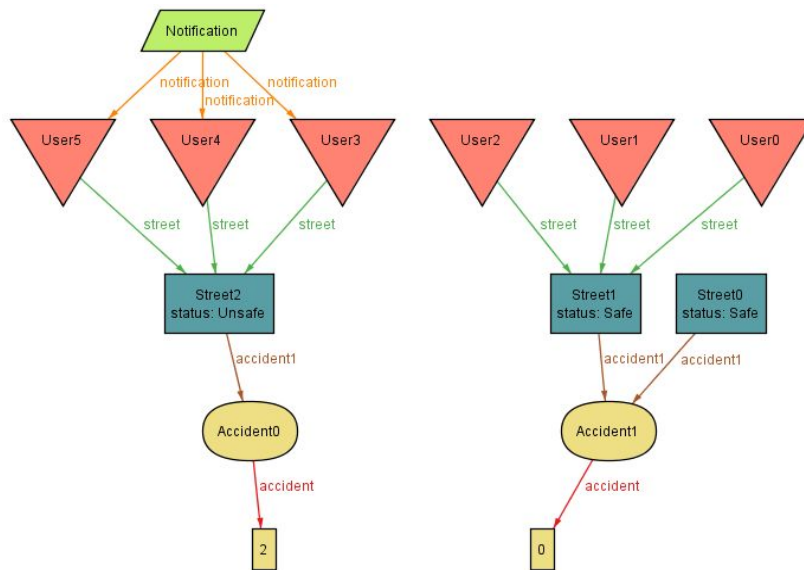 Notification
notification
notification
notification
User5
User4
User3
User2
User1
User0
street
street
street
street
street
street
Street2
status: Unsafe
Street1
status: Safe
Street0
status: Safe
accident1
accident1
accident1
Accident0
Accident1
accident
accident
2
0